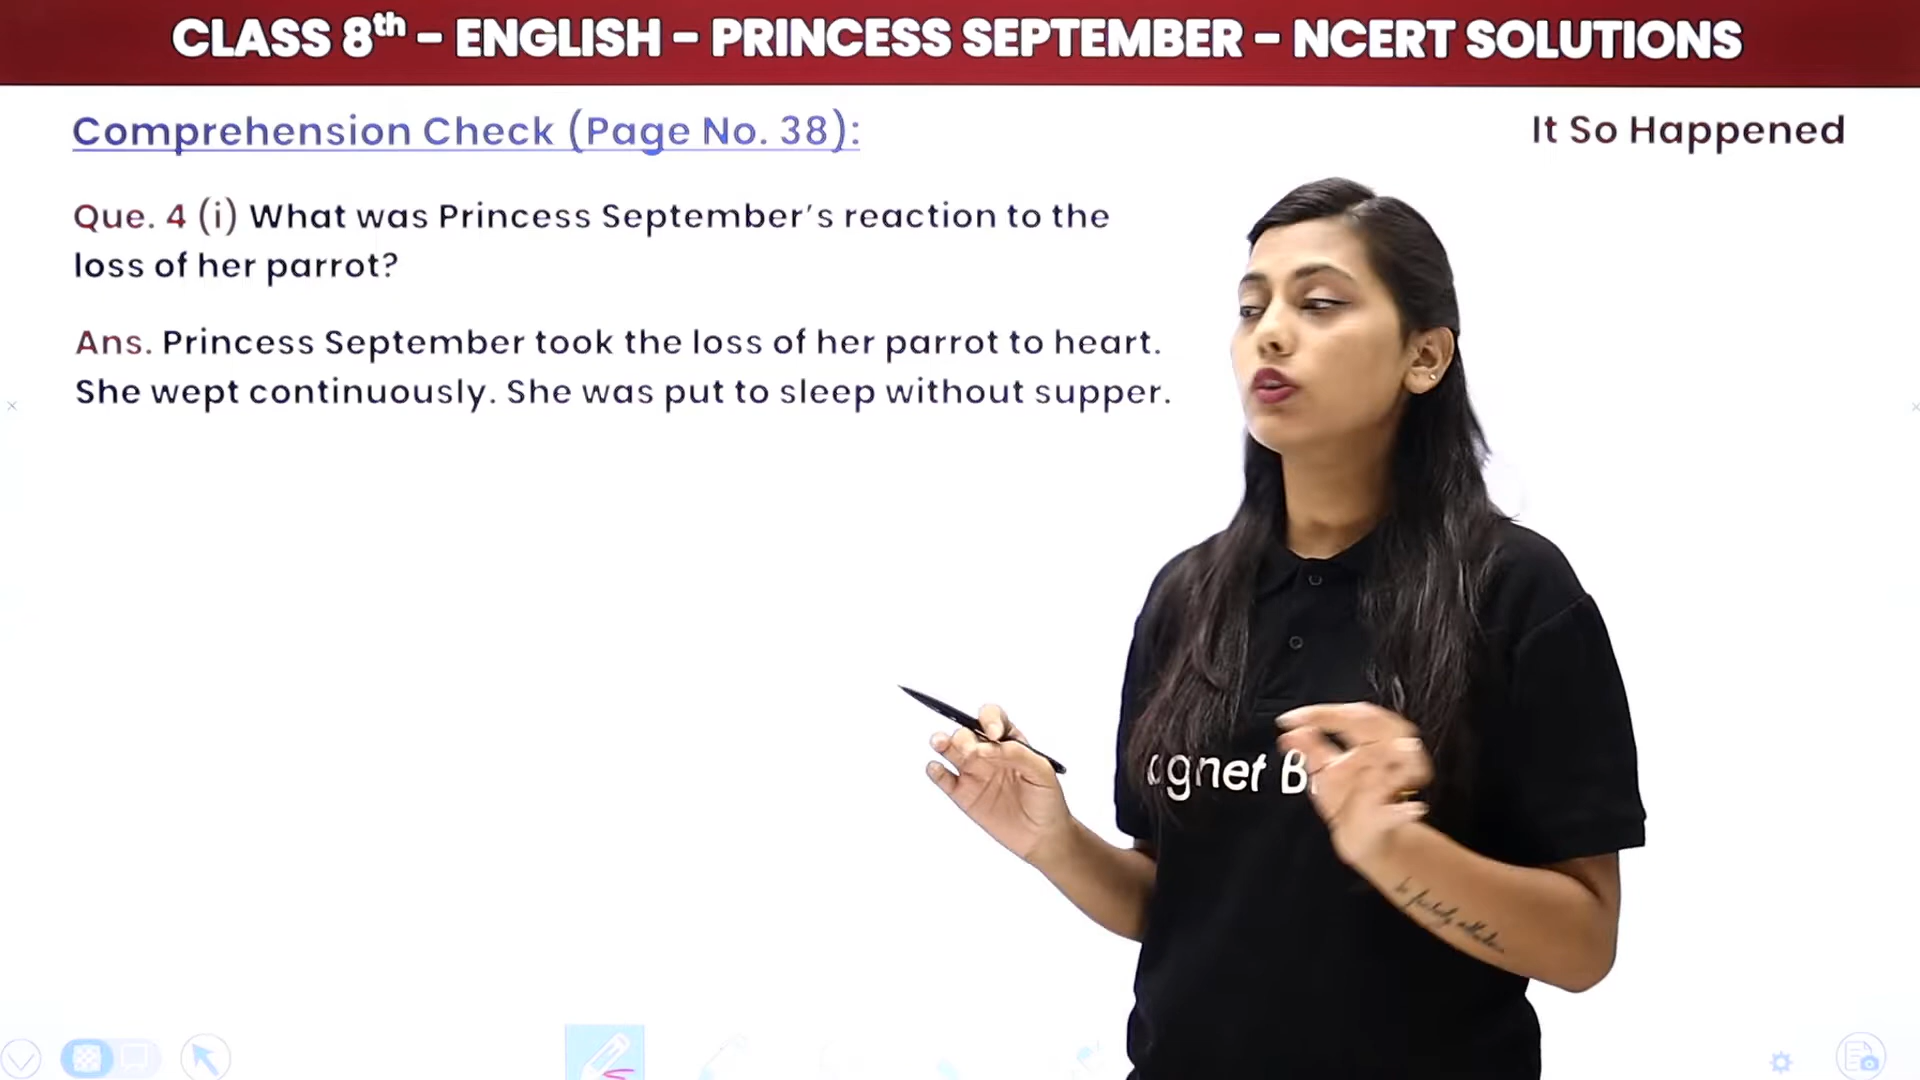 CLASS 8th – ENGLISH – PRINCESS SEPTEMBER – NCERT SOLUTIONS
Comprehension Check (Page No. 38):
It So Happened
Que. 4 (i) What was Princess September's reaction to the
loss of her parrot?
Ans. Princess September took the loss of her parrot to heart.
She wept continuously. She was put to sleep without supper.
agnet B